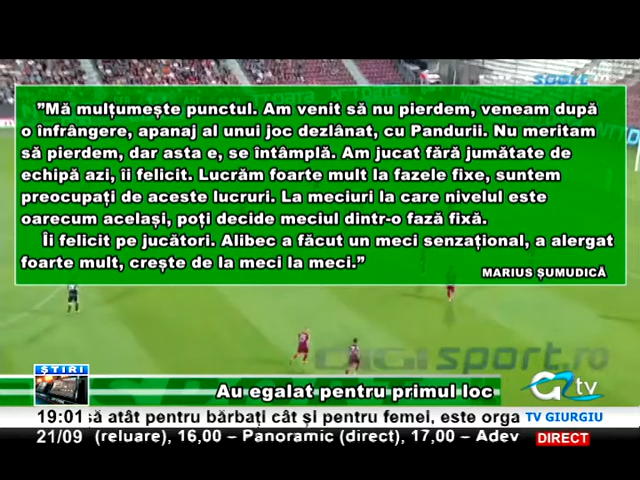 sport
”Mă mulțumește punctul. Am venit să nu pierdem, veneam după
o înfrângere, apanaj al unui joc dezlânat, cu Pandurii. Nu meritam
să pierdem, dar asta e, se întâmplă. Am jucat fără jumătate de
echipă azi, îi felicit. Lucrăm foarte mult la fazele fixe, suntem
preocupați de aceste lucruri. La meciuri la care nivelul este
oarecum același, poți decide meciul dintr-o fază fixă.
Îi felicit pe jucători. Alibec a făcut un meci senzațional, a alergat
foarte mult, crește de la meci la meci.”
MARIUS ȘUMUDICĂ
DIGI sport.ro
ȘTIRI
Au egalat pentru primul loc
GZtv
19:01 să atât pentru bărbați cât și pentru femei, este orga TV GIURGIU
21/09 (reluare), 16,00 – Panoramic (direct), 17,00 – Adev DIRECT